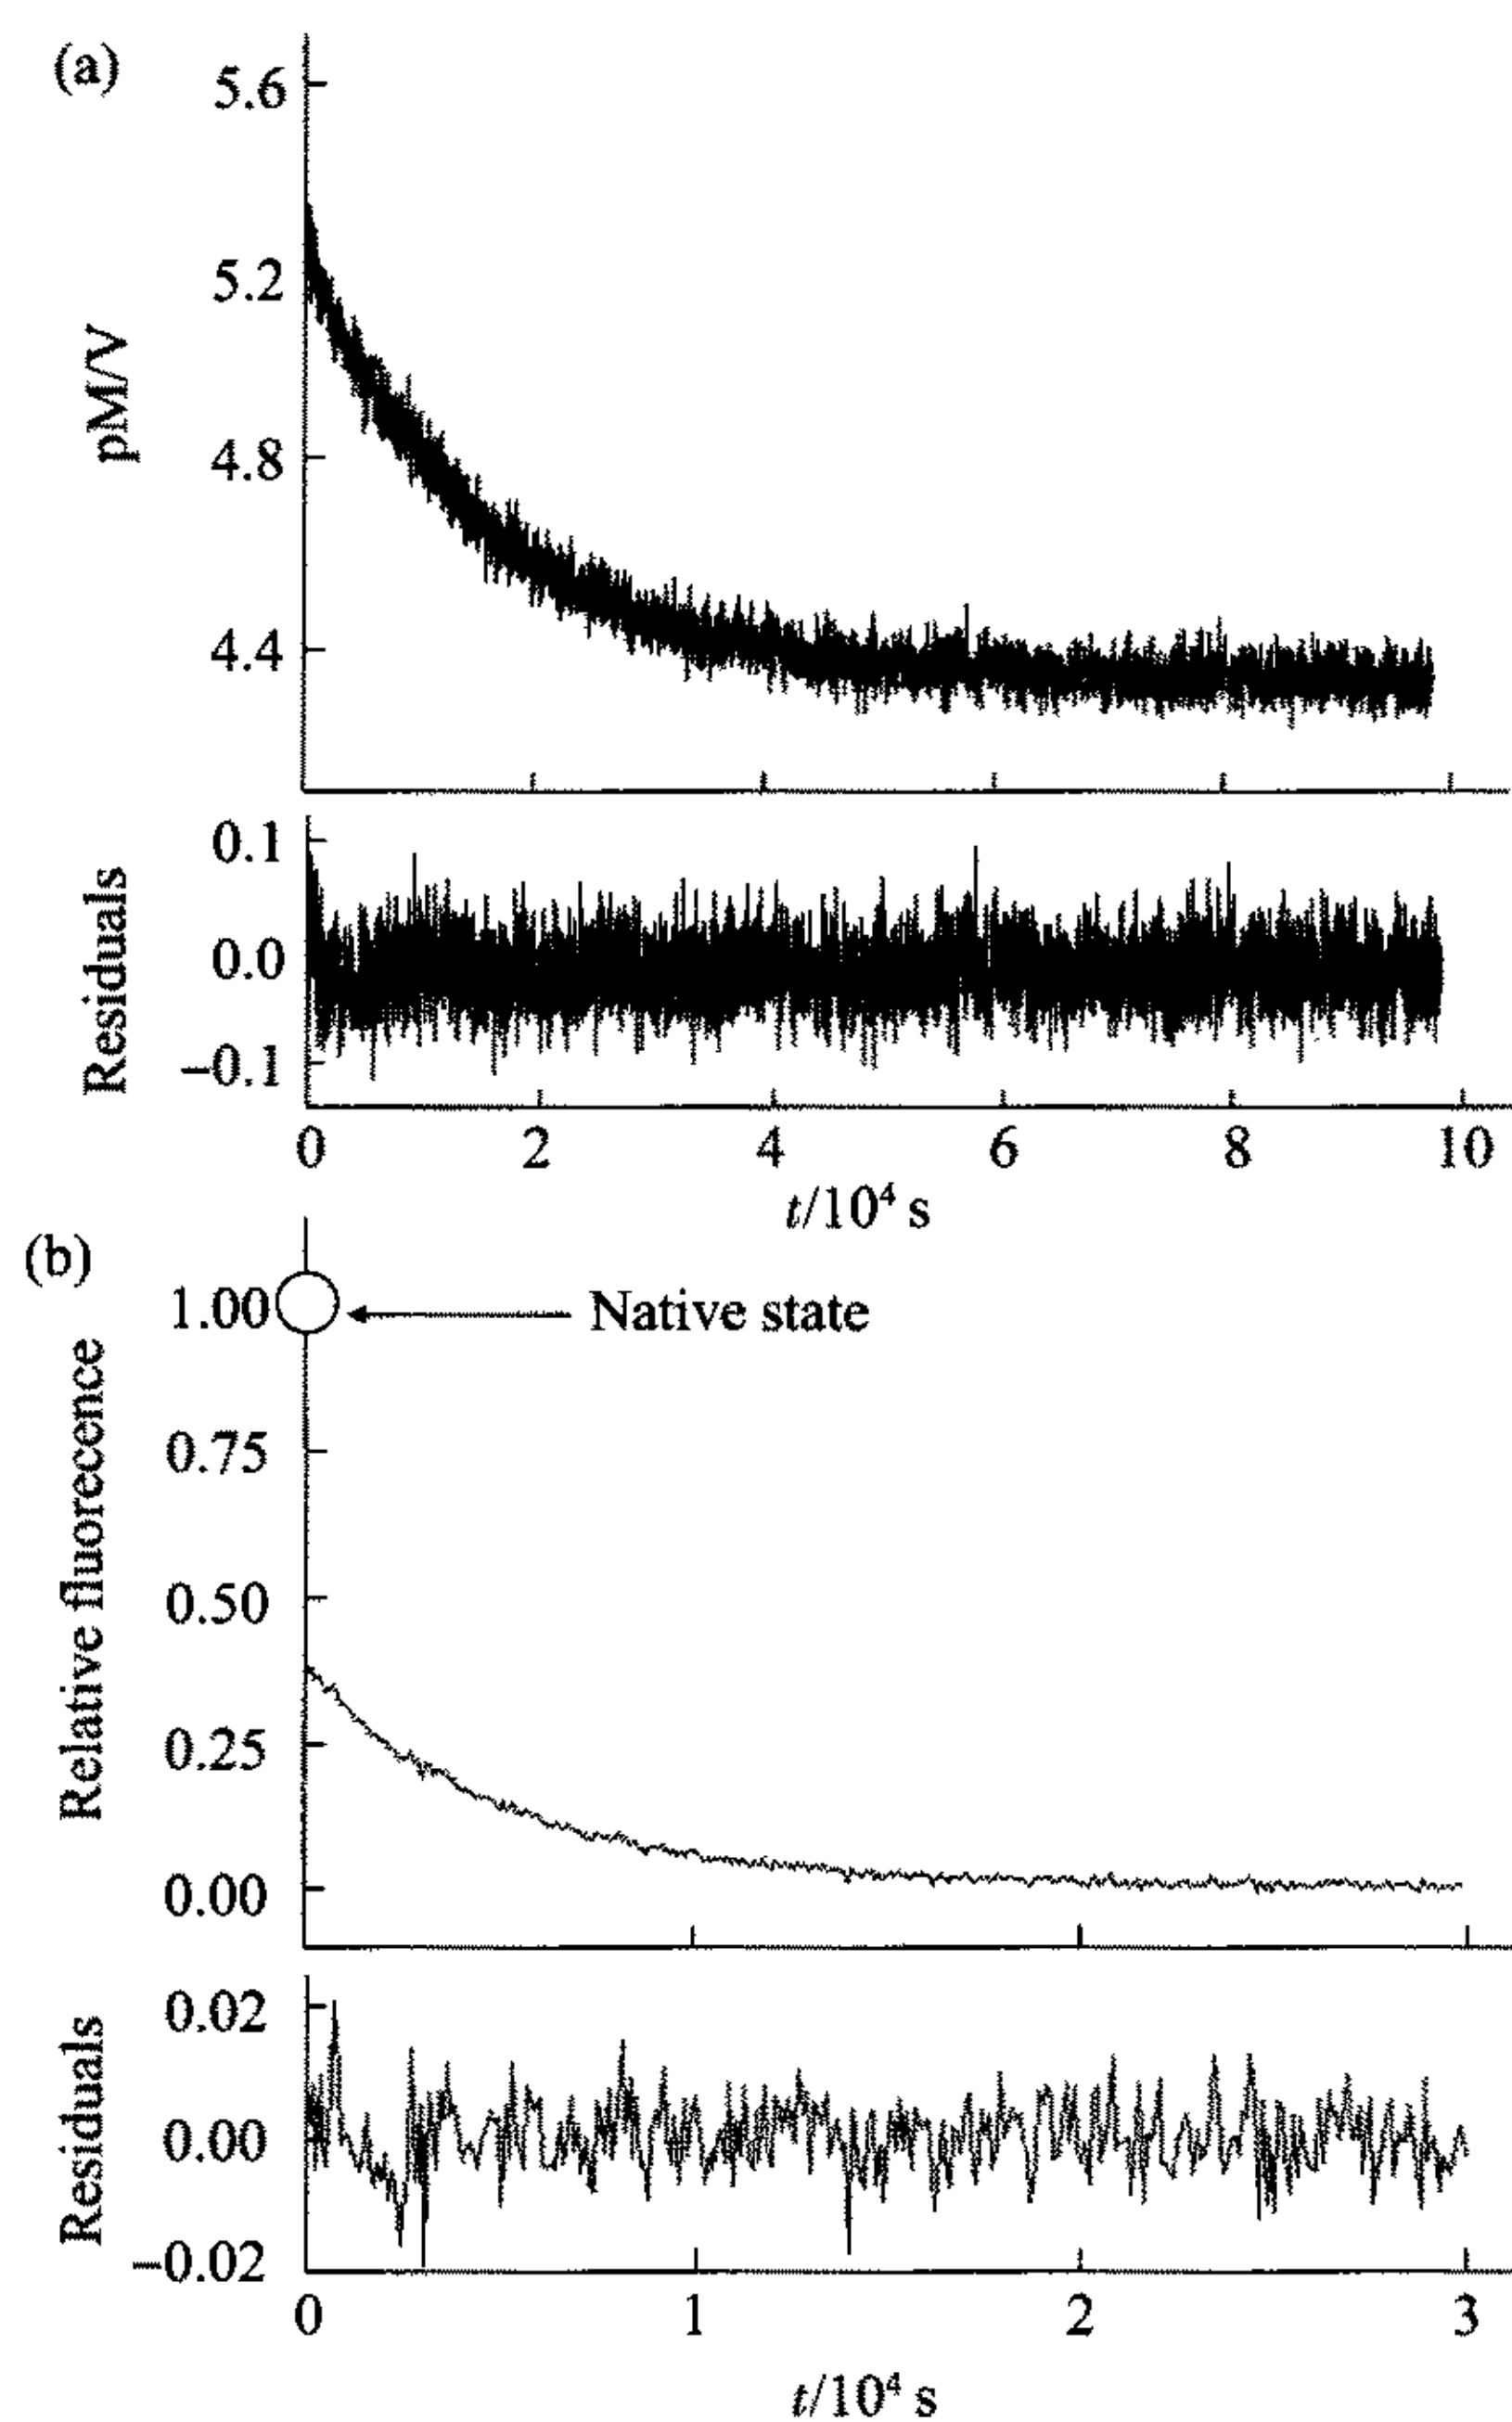 (a)
5.6
5.2
4.8
4.4
pM/V
0.1
0.0
–0.1
Residuals
0 2 4 6 8 10
t/10⁴ s
(b)
1.00
Native state
0.75
0.50
0.25
0.00
Relative fluorecence
0.02
0.00
–0.02
Residuals
0 1 2 3
t/10⁴ s